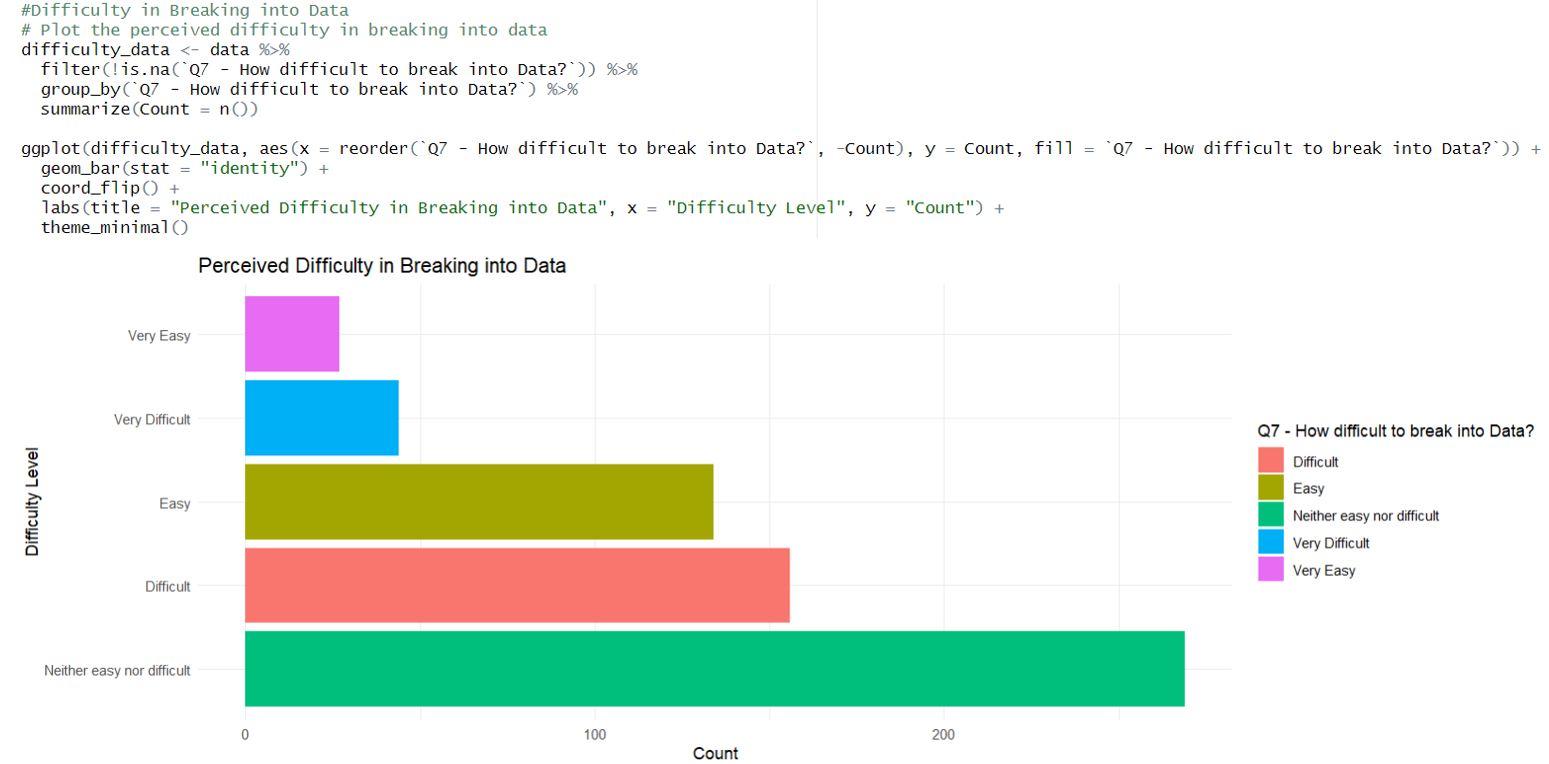 #Difficulty in Breaking into Data
# Plot the perceived difficulty in breaking into data
difficulty_data <- data %>%
  filter(!is.na(`Q7 - How difficult to break into Data?`)) %>%
  group_by(`Q7 - How difficult to break into Data?`) %>%
  summarize(Count = n())

ggplot(difficulty_data, aes(x = reorder(`Q7 - How difficult to break into Data?`, -Count), y = Count, fill = `Q7 - How difficult to break into Data?`)) +
  geom_bar(stat = "identity") +
  coord_flip() +
  labs(title = "Perceived Difficulty in Breaking into Data", x = "Difficulty Level", y = "Count") +
  theme_minimal()
Perceived Difficulty in Breaking into Data
Difficulty Level
Very Easy
Very Difficult
Easy
Difficult
Neither easy nor difficult
0 100 200
Count
Q7 - How difficult to break into Data?
Difficult
Easy
Neither easy nor difficult
Very Difficult
Very Easy